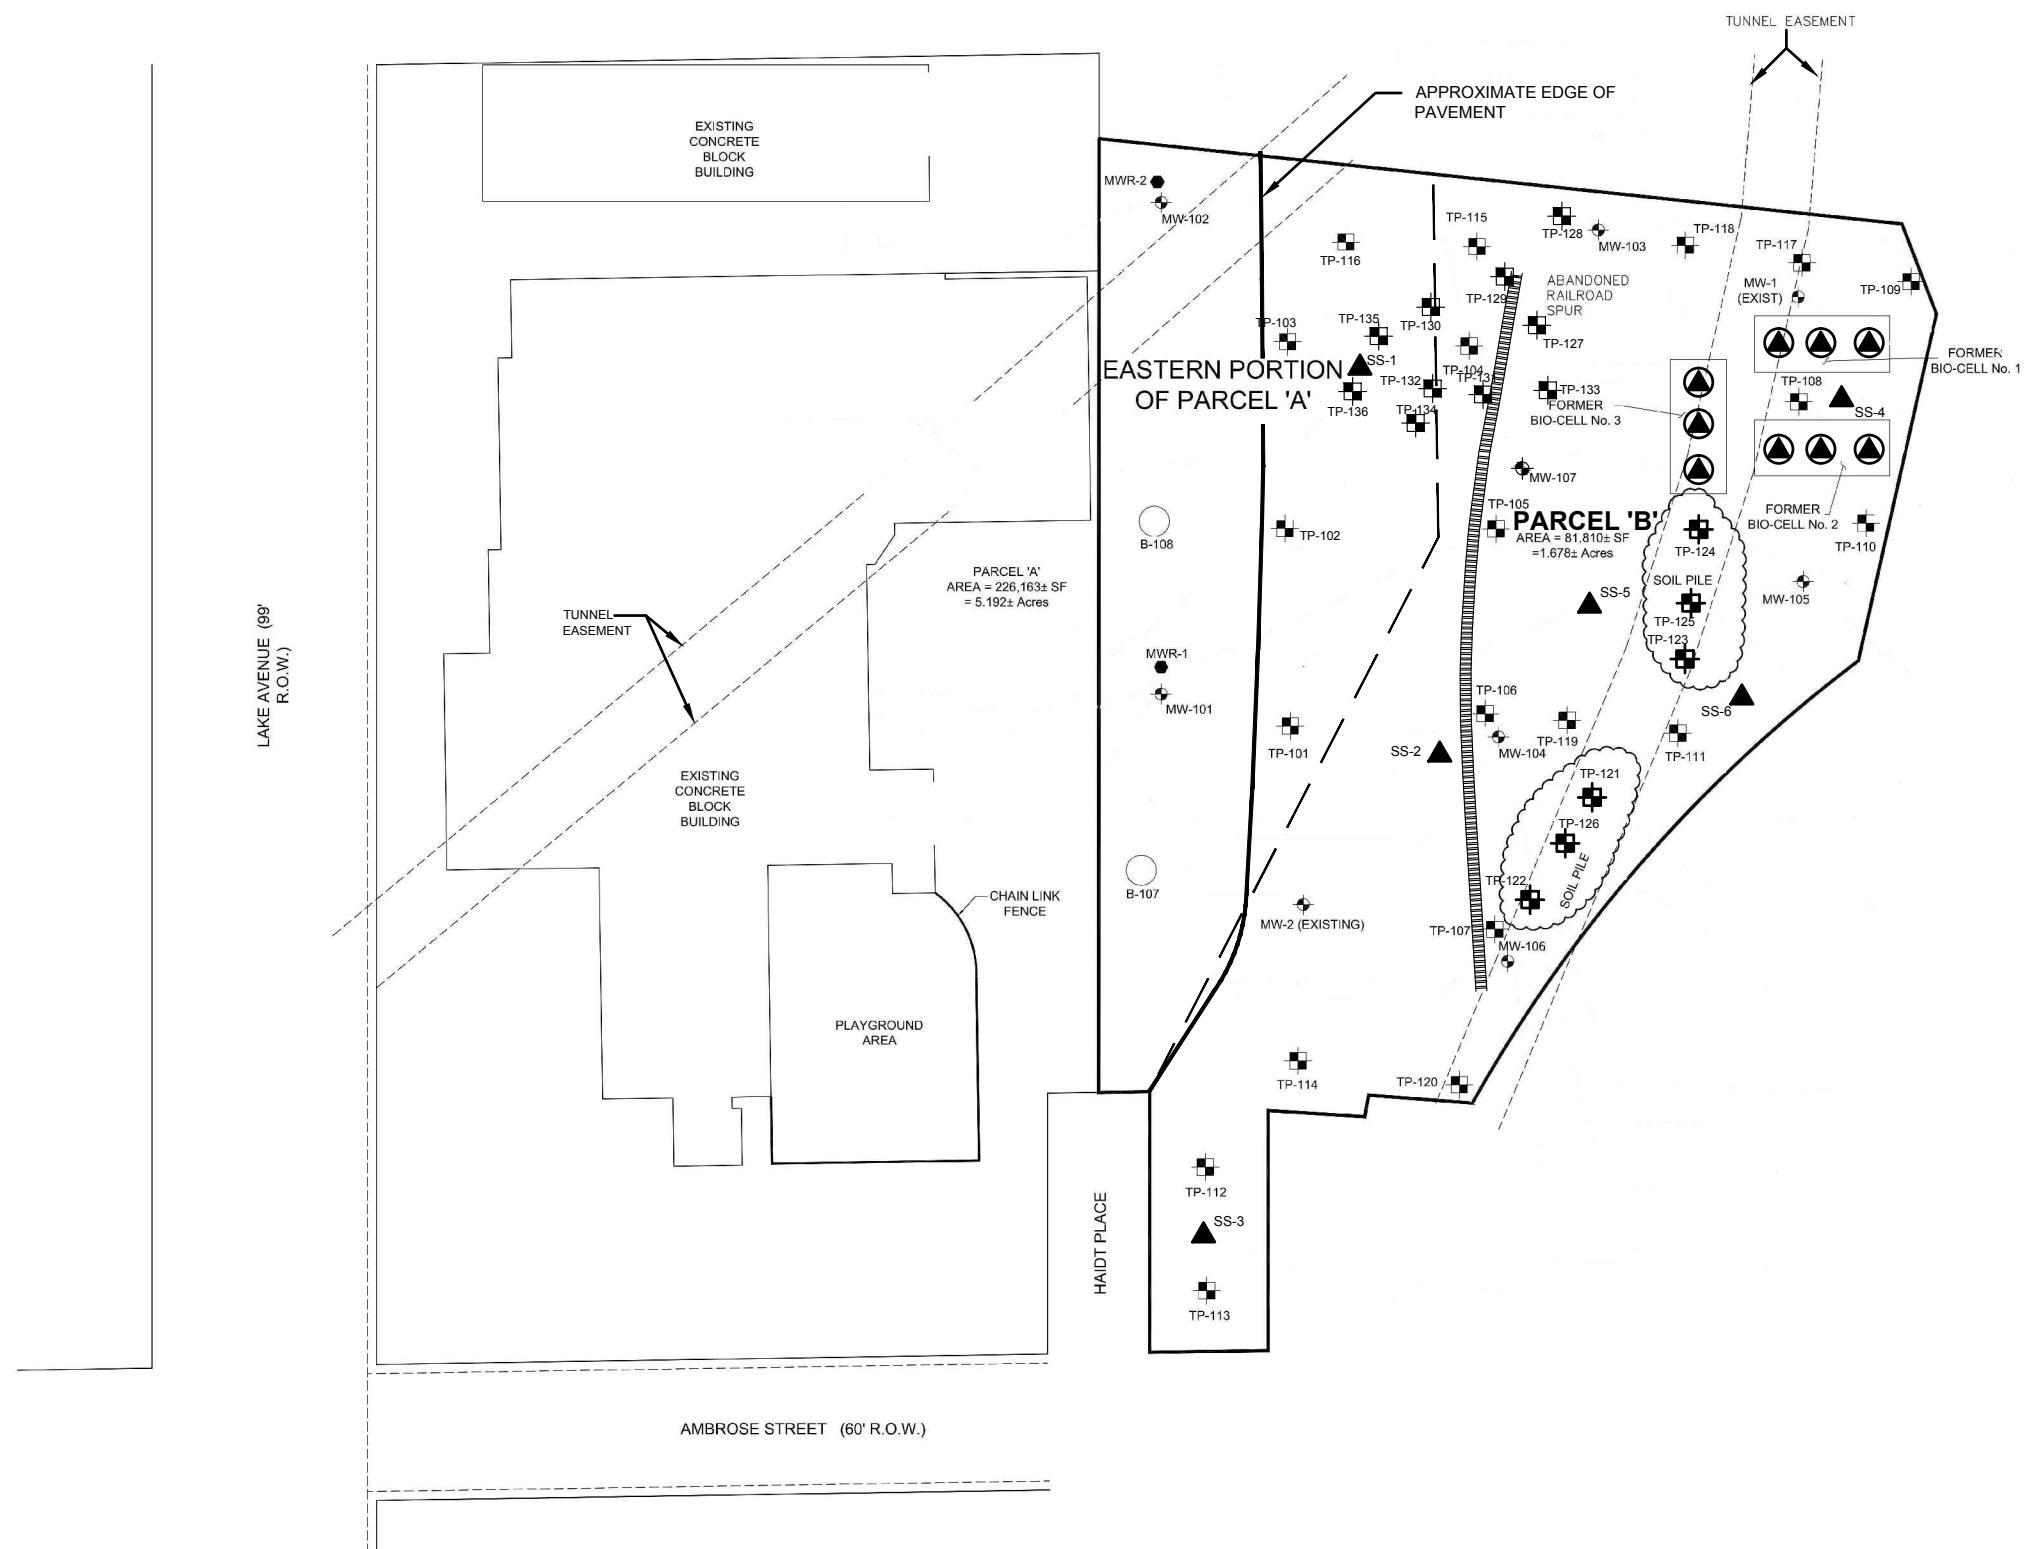 TUNNEL EASEMENT
APPROXIMATE EDGE OF
PAVEMENT
EXISTING
CONCRETE
BLOCK
BUILDING
MWR-2
MW-102
TP-115
TP-128
MW-103
TP-118
TP-117
TP-116
MW-1
(EXIST)
TP-109
ABANDONED
RAILROAD
SPUR
TP-129
TP-103
TP-135
TP-130
TP-127
SS-1
TP-104
FORMER
BIO-CELL No. 1
EASTERN PORTION
OF PARCEL 'A'
TP-132
TP-131
TP-133
TP-108
TP-136
TP-134
FORMER
BIO-CELL No. 3
SS-4
MW-107
TP-105
FORMER
BIO-CELL No. 2
PARCEL 'B'
AREA = 81,810± SF
=1.678± Acres
TP-102
B-108
TP-124
TP-110
PARCEL 'A'
AREA = 226,163± SF
= 5.192± Acres
SOIL PILE
SS-5
MW-105
TUNNEL
EASEMENT
TP-125
TP-123
LAKE AVENUE (99'
R.O.W.)
MWR-1
MW-101
TP-106
SS-6
TP-101
SS-2
MW-104
TP-119
TP-111
EXISTING
CONCRETE
BLOCK
BUILDING
TP-121
TP-126
SOIL PILE
TP-122
B-107
CHAIN LINK
FENCE
MW-2 (EXISTING)
TP-107
MW-106
PLAYGROUND
AREA
TP-114
TP-120
TP-112
SS-3
HAIDT PLACE
TP-113
AMBROSE STREET (60' R.O.W.)